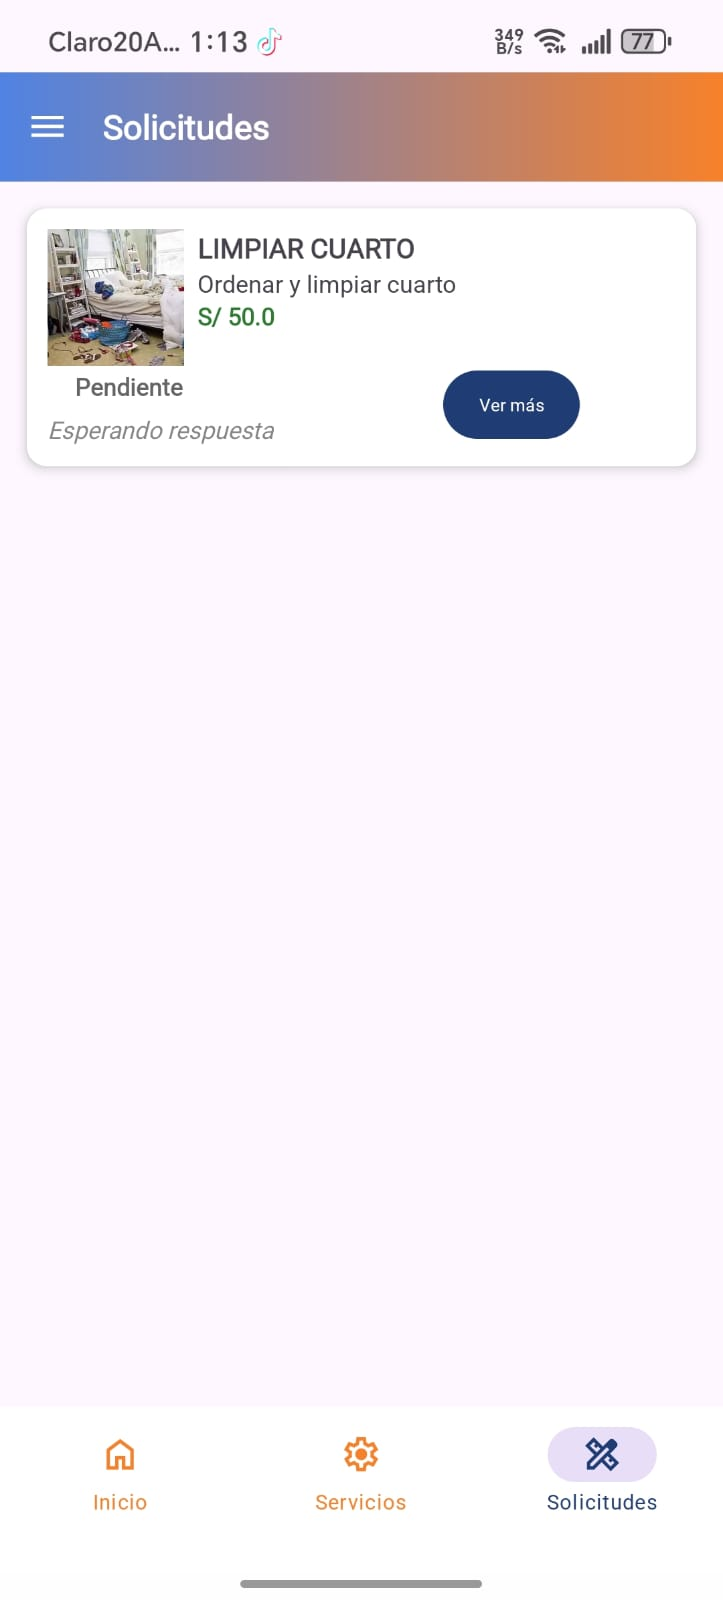 Claro20A... 1:13
349
B/s
77
Solicitudes
LIMPIAR CUARTO
Ordenar y limpiar cuarto
S/ 50.0
Pendiente
Ver más
Esperando respuesta
Inicio
Servicios
Solicitudes